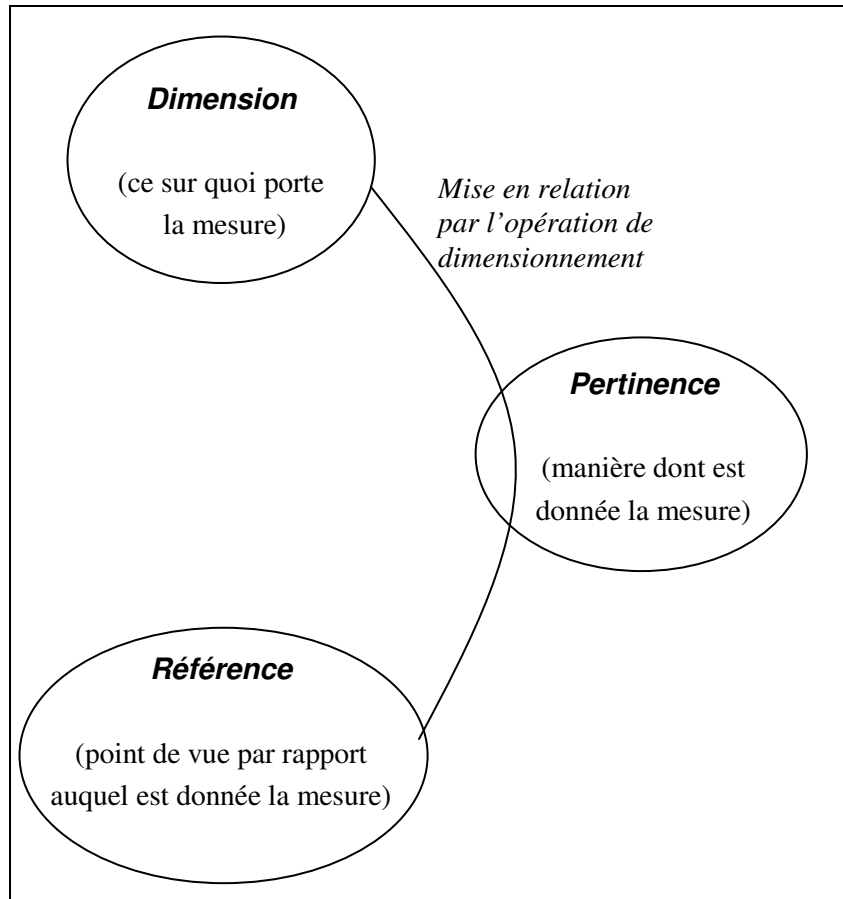 Dimension
(ce sur quoi porte
la mesure)
Mise en relation
par l’opération de
dimensionnement
Pertinence
(manière dont est
donnée la mesure)
Référence
(point de vue par rapport
auquel est donnée la mesure)